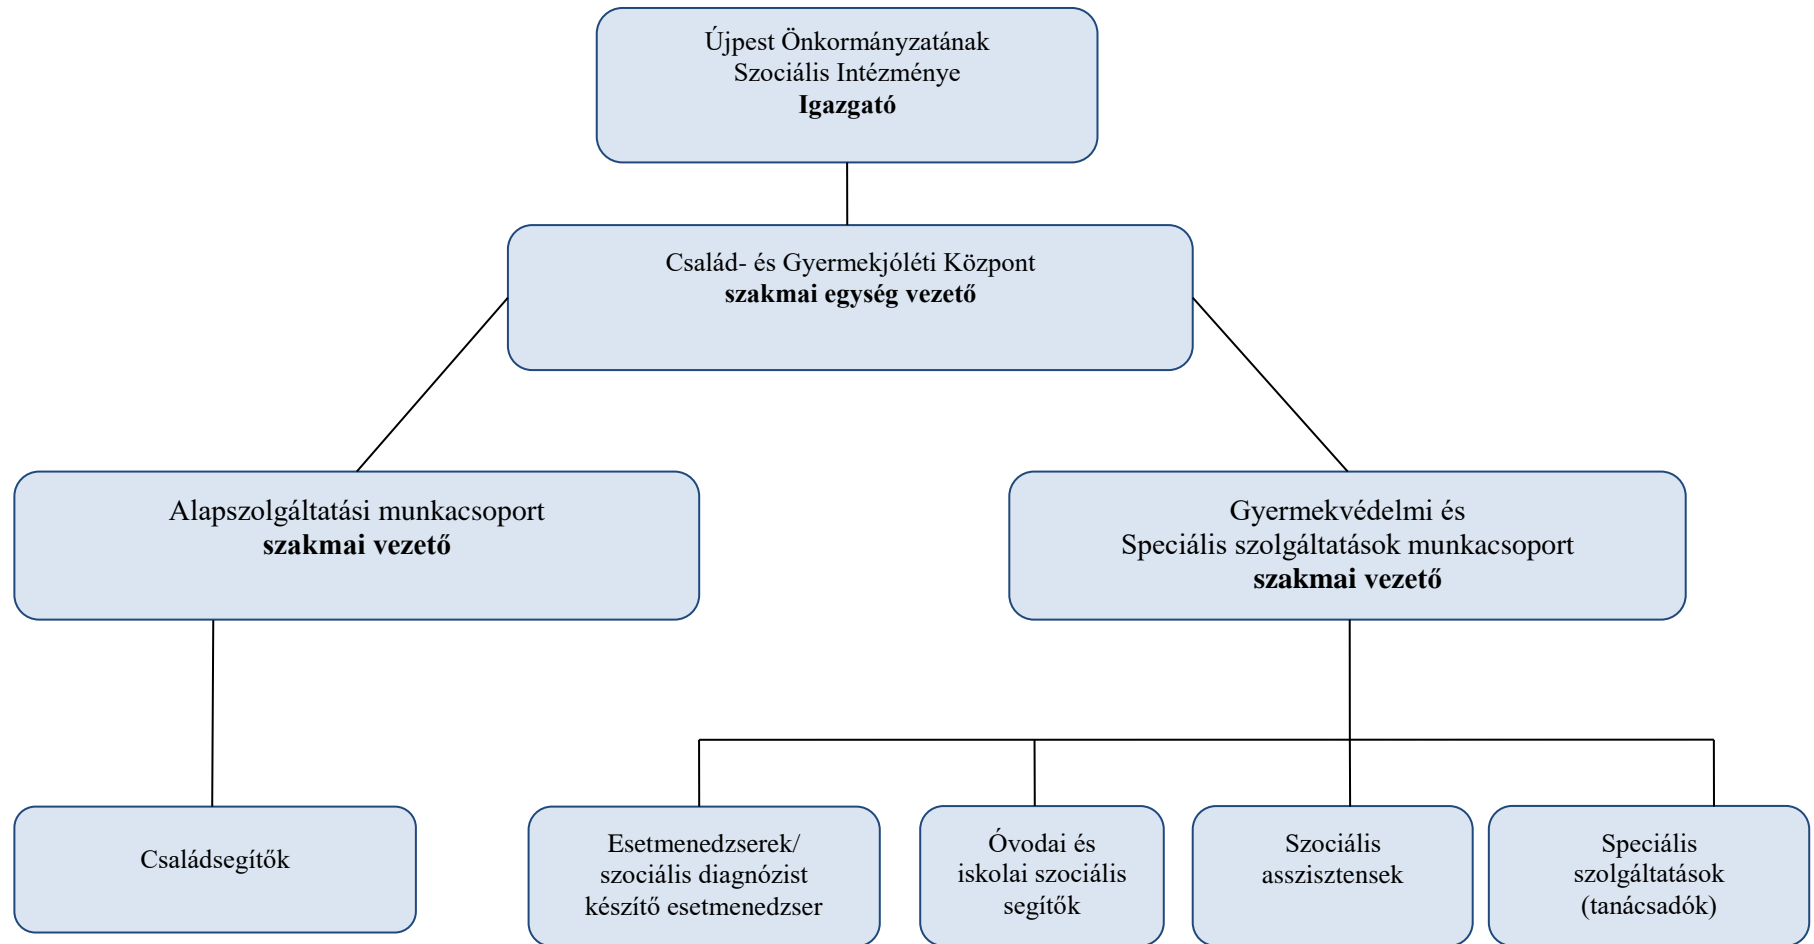 Újpest Önkormányzatának
Szociális Intézménye
Igazgató
Család- és Gyermekjóléti Központ
szakmai egység vezető
Alapszolgáltatási munkacsoport
szakmai vezető
Gyermekvédelmi és
Speciális szolgáltatások munkacsoport
szakmai vezető
Családsegítők
Esetmenedzserek/
szociális diagnózist
készítő esetmenedzser
Óvodai és
iskolai szociális
segítők
Szociális
asszisztensek
Speciális
szolgáltatások
(tanácsadók)